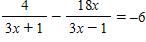 4/(3x + 1) − 18x/(3x − 1) = −6